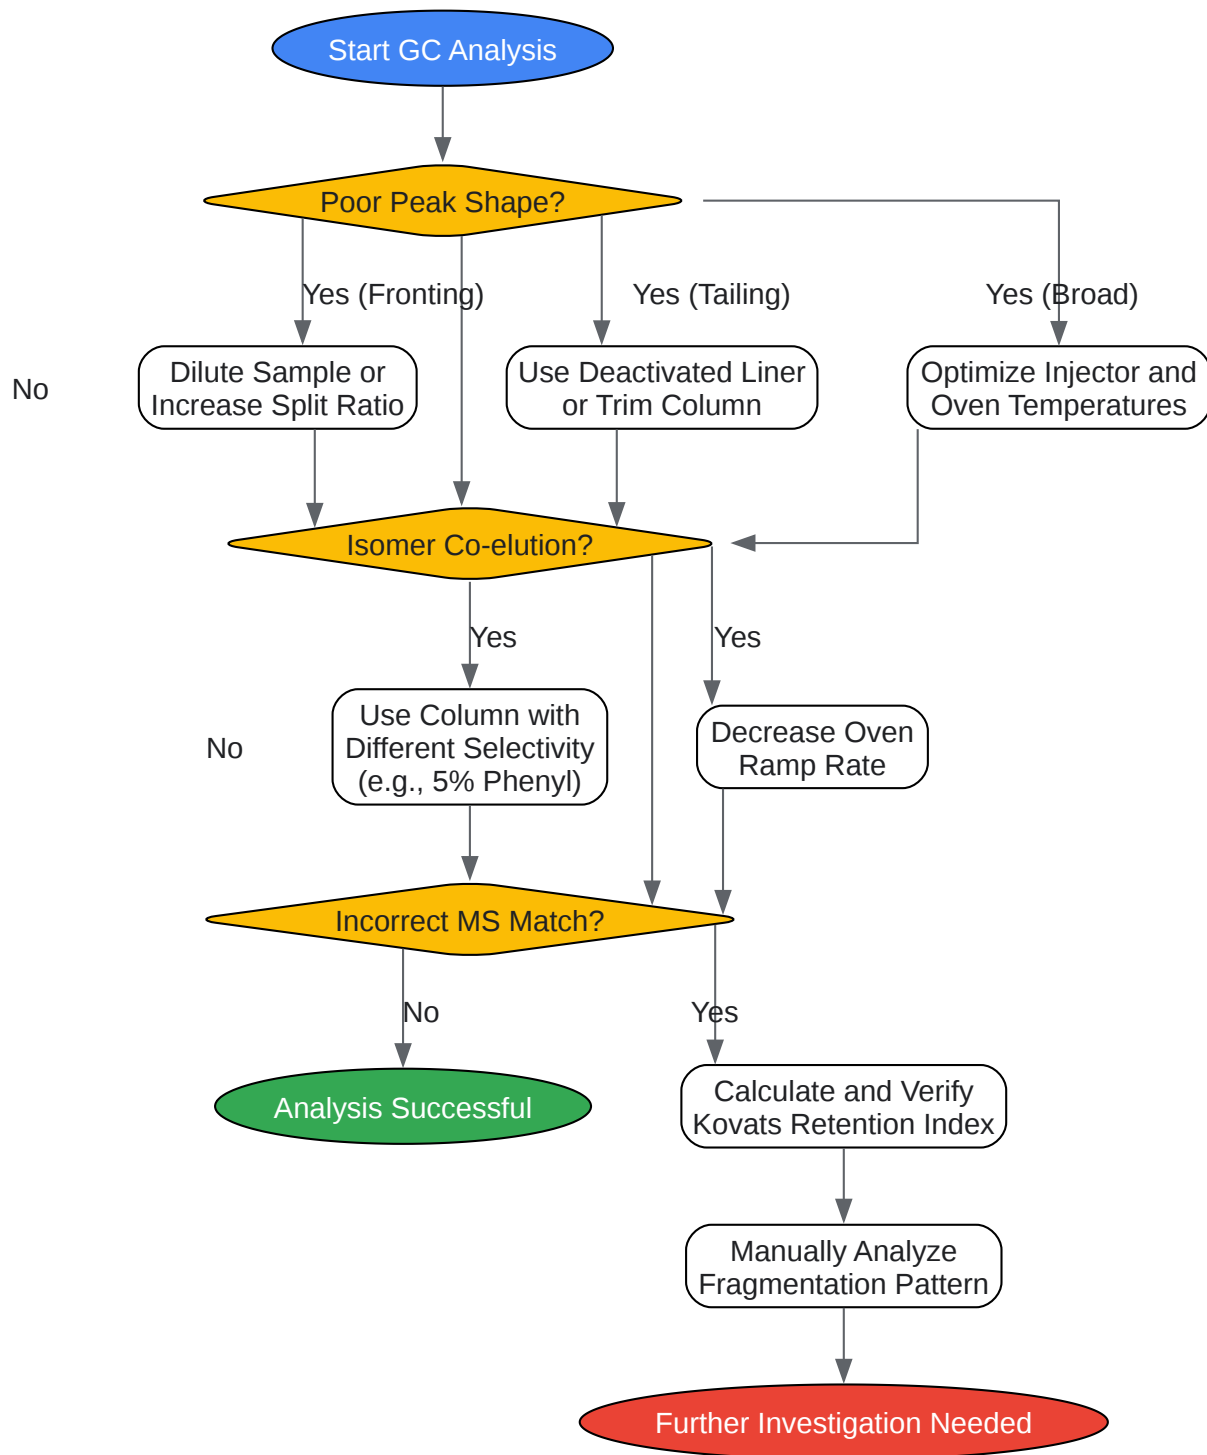 Start GC Analysis
Poor Peak Shape?
Yes (Fronting)
Yes (Tailing)
Yes (Broad)
No
Dilute Sample or
Increase Split Ratio
Use Deactivated Liner
or Trim Column
Optimize Injector and
Oven Temperatures
Isomer Co-elution?
Yes
Yes
No
Use Column with
Different Selectivity
(e.g., 5% Phenyl)
Decrease Oven
Ramp Rate
Incorrect MS Match?
No
Yes
Analysis Successful
Calculate and Verify
Kovats Retention Index
Manually Analyze
Fragmentation Pattern
Further Investigation Needed